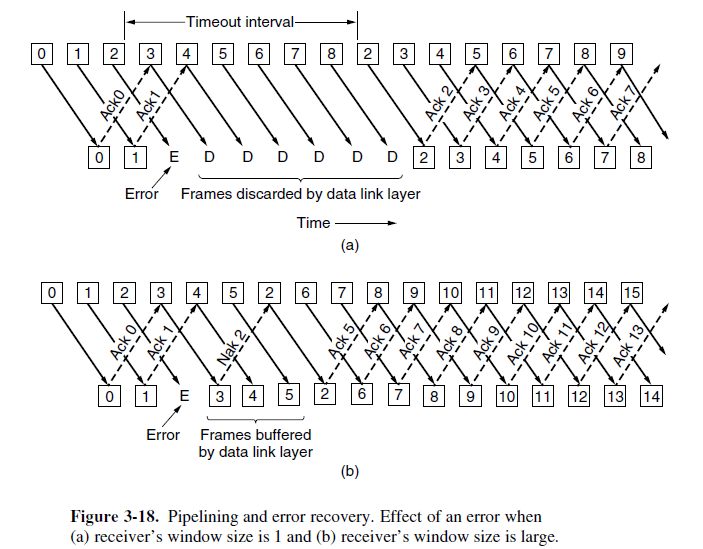 Timeout interval
0 1 2 3 4 5 6 7 8 2 3 4 5 6 7 8 9
Ack0 Ack1 Ack 2 Ack 3 Ack 4 Ack 5 Ack 6 Ack 7
0 1 E D D D D D D 2 3 4 5 6 7 8
Error Frames discarded by data link layer
Time
(a)
0 1 2 3 4 5 2 6 7 8 9 10 11 12 13 14 15
Ack 0 Ack 1 Nak 2 Ack 5 Ack 6 Ack 7 Ack 8 Ack 9 Ack 10 Ack 11 Ack 12 Ack 13
0 1 E 3 4 5 2 6 7 8 9 10 11 12 13 14
Error Frames buffered
by data link layer
(b)
Figure 3-18. Pipelining and error recovery. Effect of an error when
(a) receiver's window size is 1 and (b) receiver's window size is large.